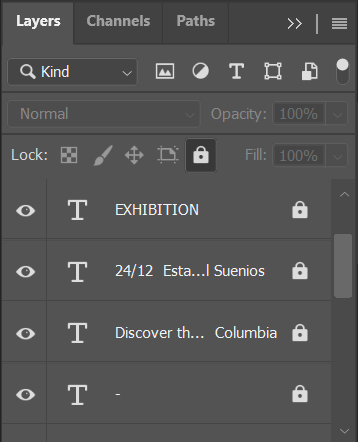 Layers Channels Paths
Kind
Normal Opacity: 100%
Lock: Fill: 100%
T EXHIBITION
T 24/12 Esta...l Suenios
T Discover th... Columbia
T -